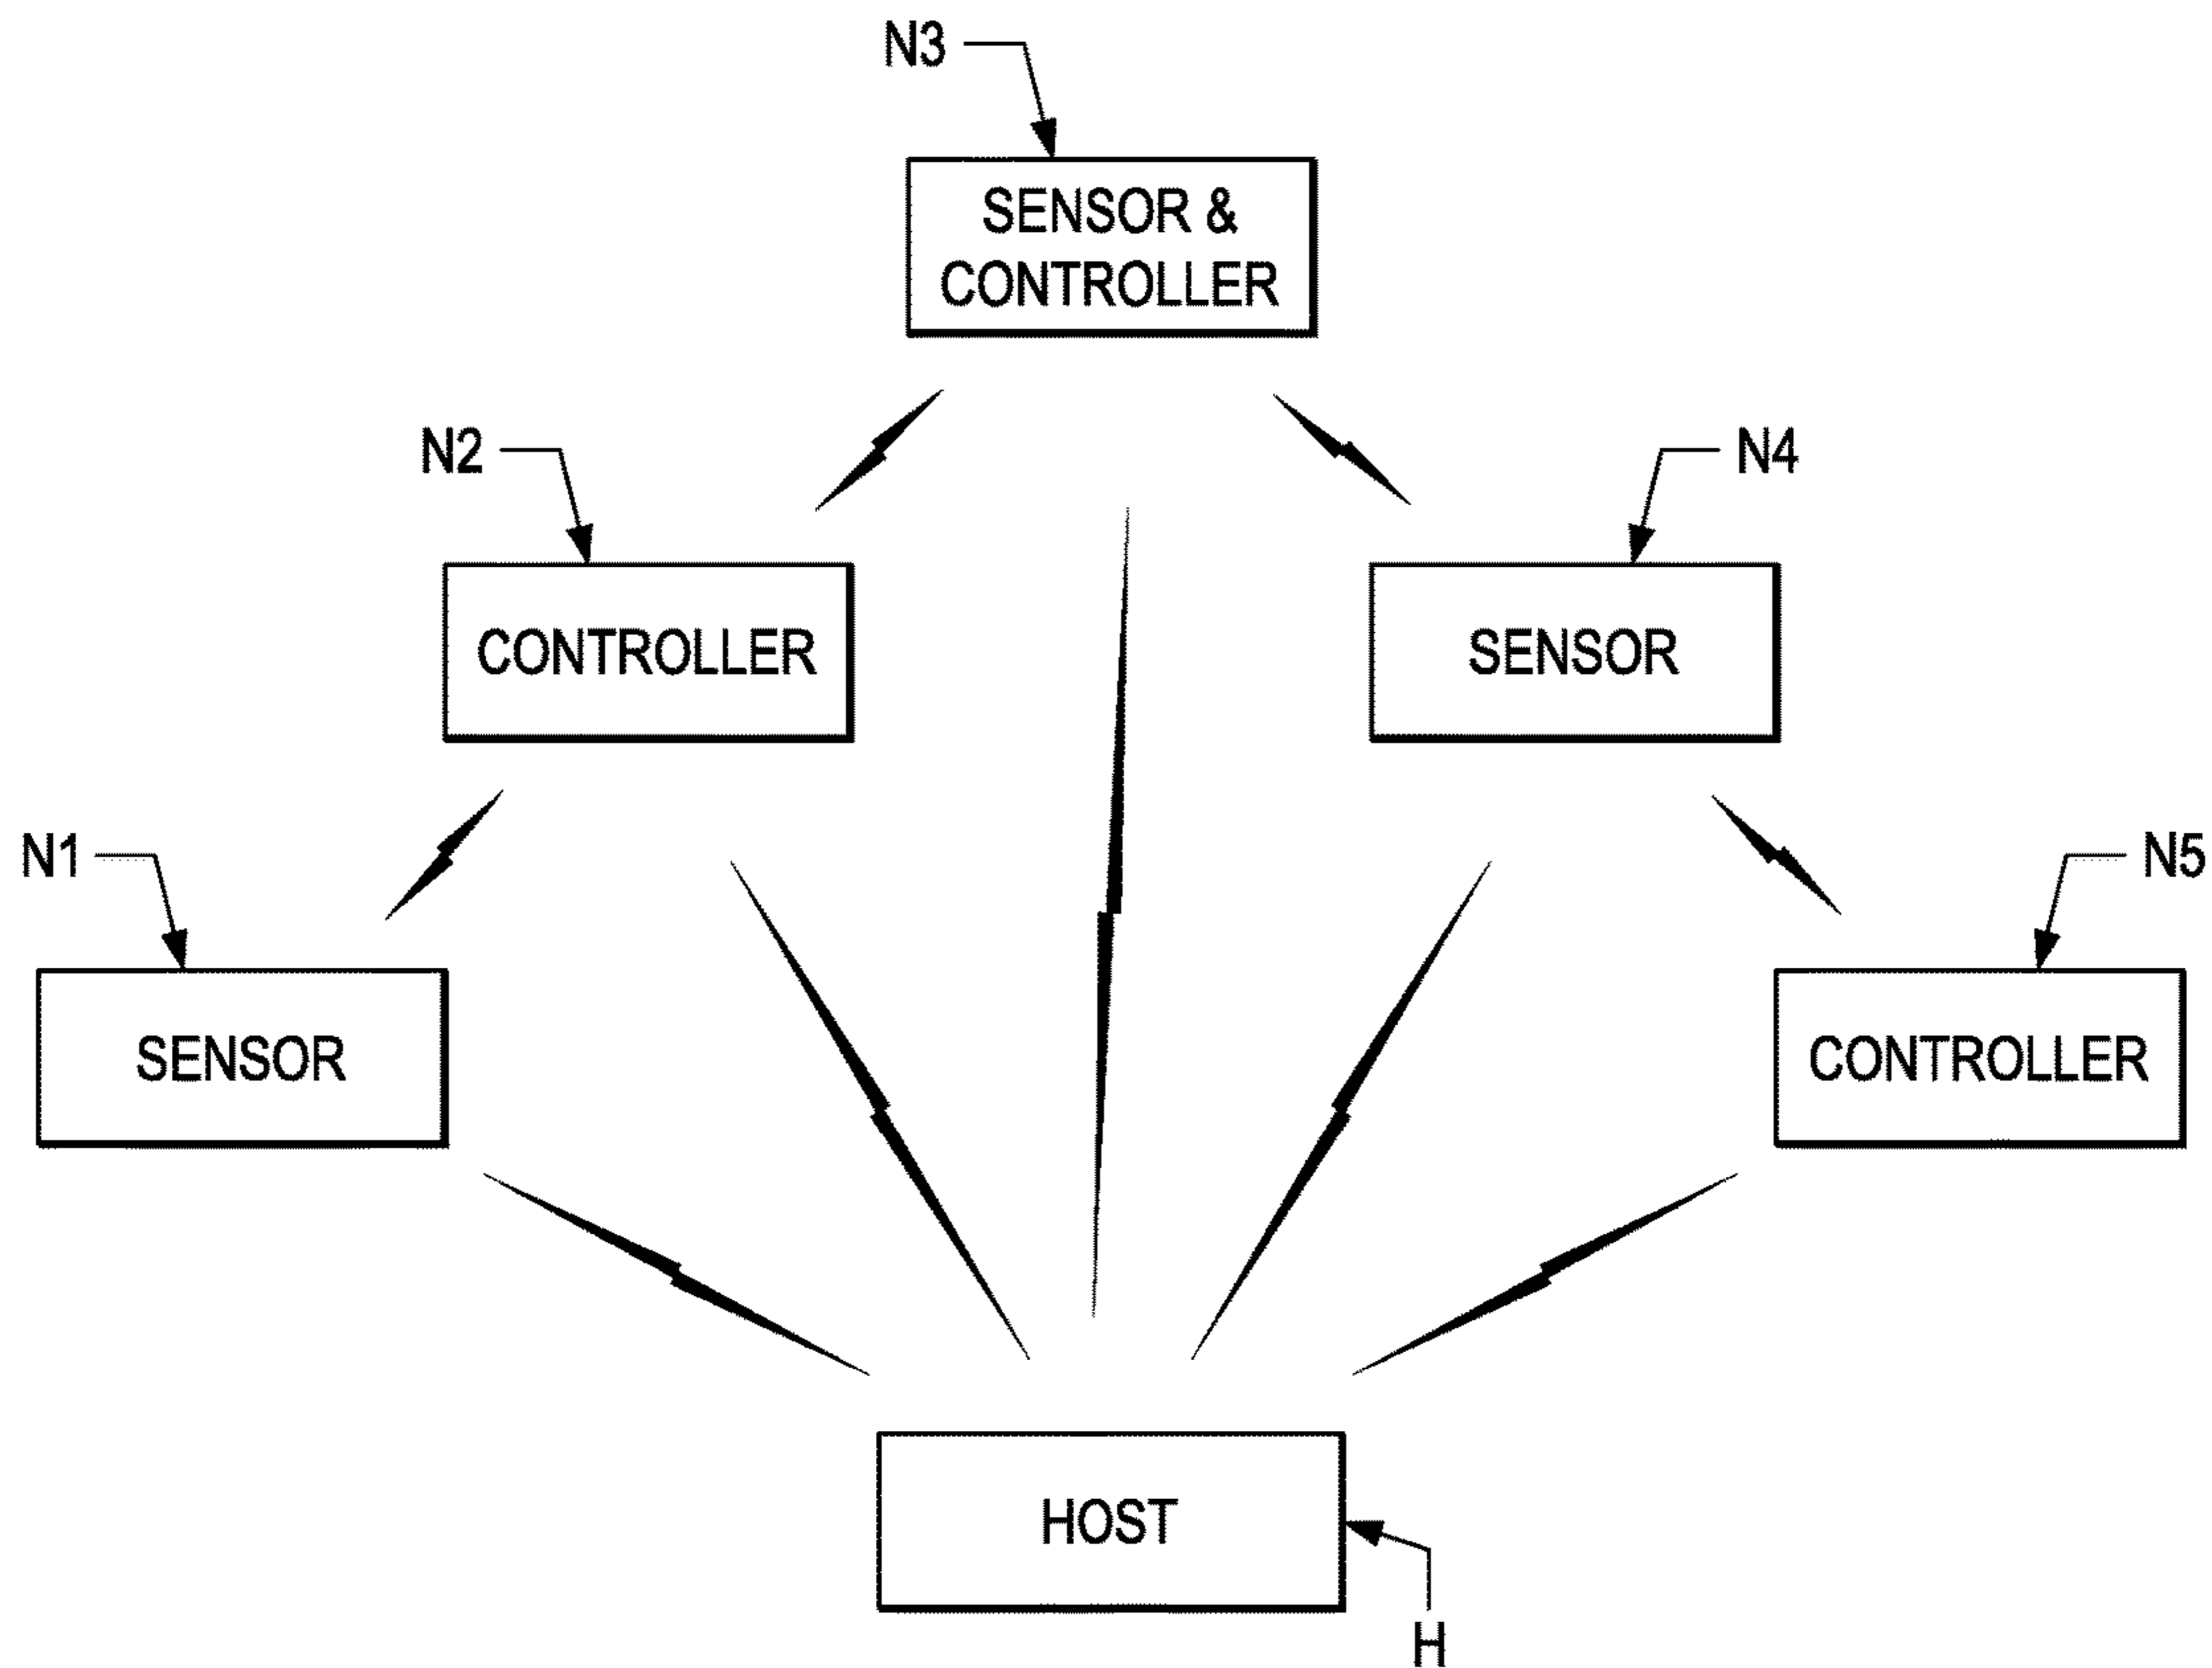 N3
SENSOR &
CONTROLLER
N2
N4
CONTROLLER
SENSOR
N1
N5
SENSOR
CONTROLLER
HOST
H